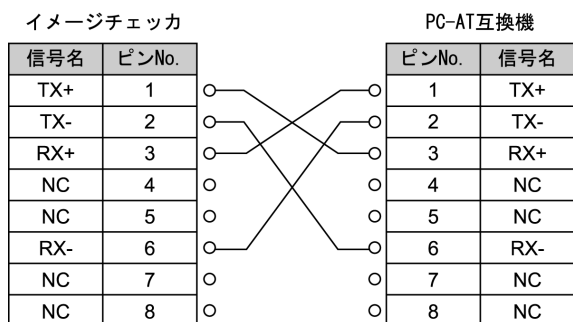 イメージチェッカ PC-AT互換機
信号名 ピンNo. ピンNo. 信号名
TX+ 1 1 TX+
TX- 2 2 TX-
RX+ 3 3 RX+
NC 4 4 NC
NC 5 5 NC
RX- 6 6 RX-
NC 7 7 NC
NC 8 8 NC